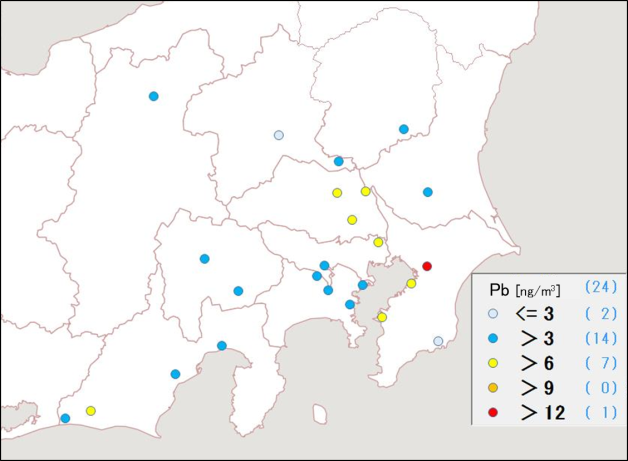 Pb [ng/m³] (24)
<= 3 ( 2)
> 3 (14)
> 6 ( 7)
> 9 ( 0)
> 12 ( 1)